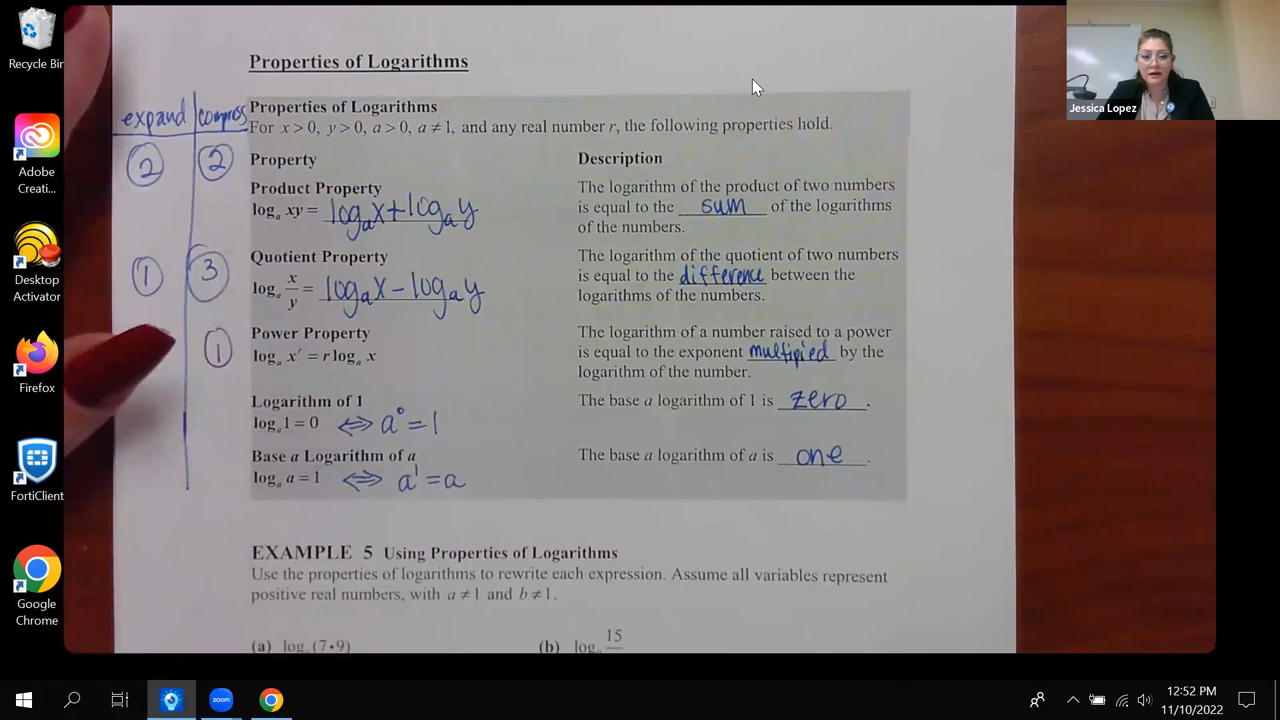 Recycle Bin
Adobe
Creati...
Desktop
Activator
Firefox
FortiClient
Google
Chrome
Jessica Lopez
Properties of Logarithms
expand compress
Properties of Logarithms
For x > 0, y > 0, a > 0, a ≠ 1, and any real number r, the following properties hold.
② ② Property Description
Product Property
logₐ xy = logₐx + logₐy
The logarithm of the product of two numbers
is equal to the sum of the logarithms
of the numbers.
① ③ Quotient Property
logₐ x/y = logₐx − logₐy
The logarithm of the quotient of two numbers
is equal to the difference between the
logarithms of the numbers.
① Power Property
logₐ xʳ = r logₐ x
The logarithm of a number raised to a power
is equal to the exponent multipied by the
logarithm of the number.
Logarithm of 1
logₐ 1 = 0 ⟺ a⁰ = 1
The base a logarithm of 1 is zero.
Base a Logarithm of a
logₐ a = 1 ⟺ a¹ = a
The base a logarithm of a is one.
EXAMPLE 5 Using Properties of Logarithms
Use the properties of logarithms to rewrite each expression. Assume all variables represent
positive real numbers, with a ≠ 1 and b ≠ 1.
(a) log (7•9) (b) log 15
zoom
12:52 PM
11/10/2022